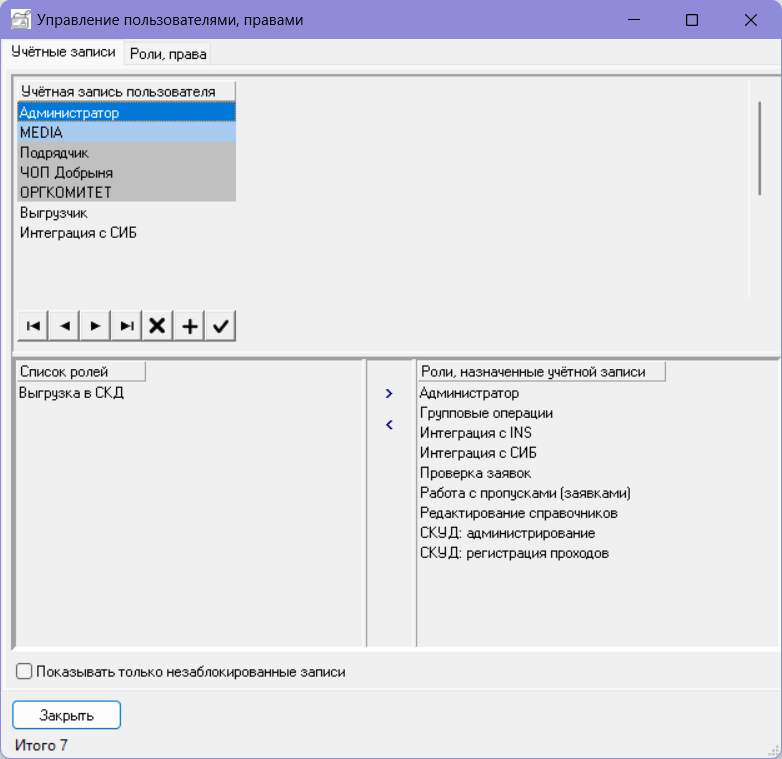 Управление пользователями, правами
Учётные записи
Роли, права
Учётная запись пользователя
Администратор
MEDIA
Подрядчик
ЧОП Добрыня
ОРГКОМИТЕТ
Выгрузчик
Интеграция с СИБ
Список ролей
Выгрузка в СКД
Роли, назначенные учётной записи
Администратор
Групповые операции
Интеграция с INS
Интеграция с СИБ
Проверка заявок
Работа с пропусками (заявками)
Редактирование справочников
СКУД: администрирование
СКУД: регистрация проходов
Показывать только незаблокированные записи
Закрыть
Итого 7